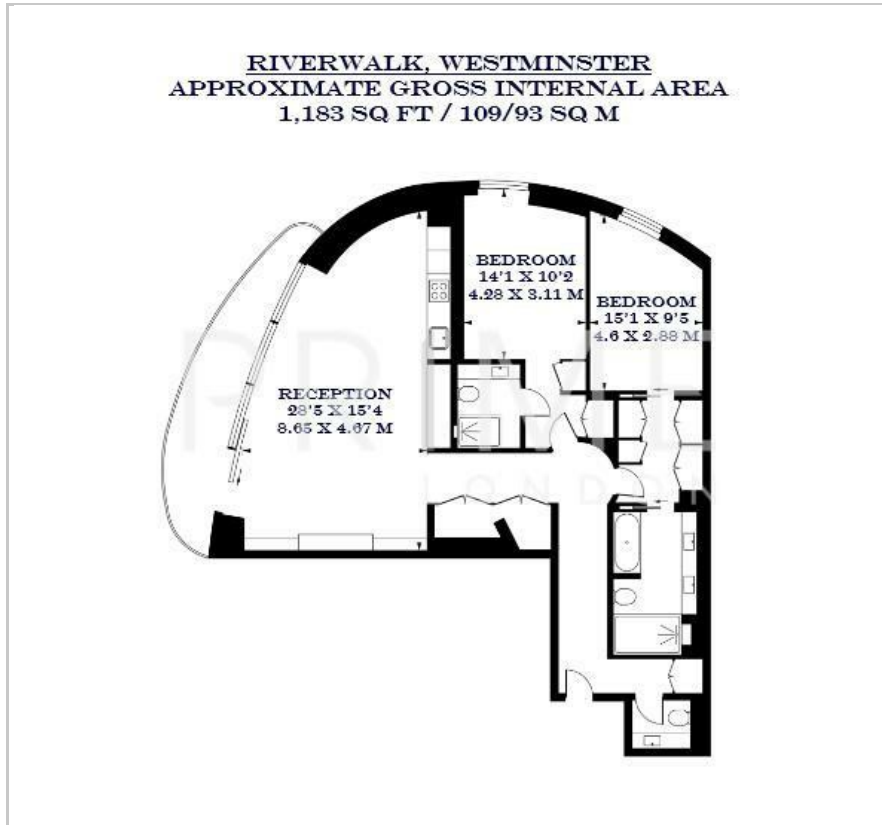 RIVERWALK, WESTMINSTER
APPROXIMATE GROSS INTERNAL AREA
1,183 SQ FT / 109/93 SQ M
BEDROOM
14'1 X 10'2
4.28 X 3.11 M
BEDROOM
15'1 X 9'5
4.6 X 2.88 M
RECEPTION
28'5 X 15'4
8.65 X 4.67 M
PRIME
LONDON